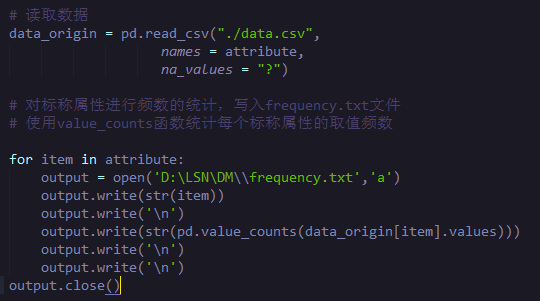 # 读取数据
data_origin = pd.read_csv("./data.csv",
names = attribute,
na_values = "?")
# 对标称属性进行频数的统计，写入frequency.txt文件
# 使用value_counts函数统计每个标称属性的取值频数
for item in attribute:
output = open('D:\LSN\DM\\frequency.txt','a')
output.write(str(item))
output.write('\n')
output.write(str(pd.value_counts(data_origin[item].values)))
output.write('\n')
output.write('\n')
output.close()